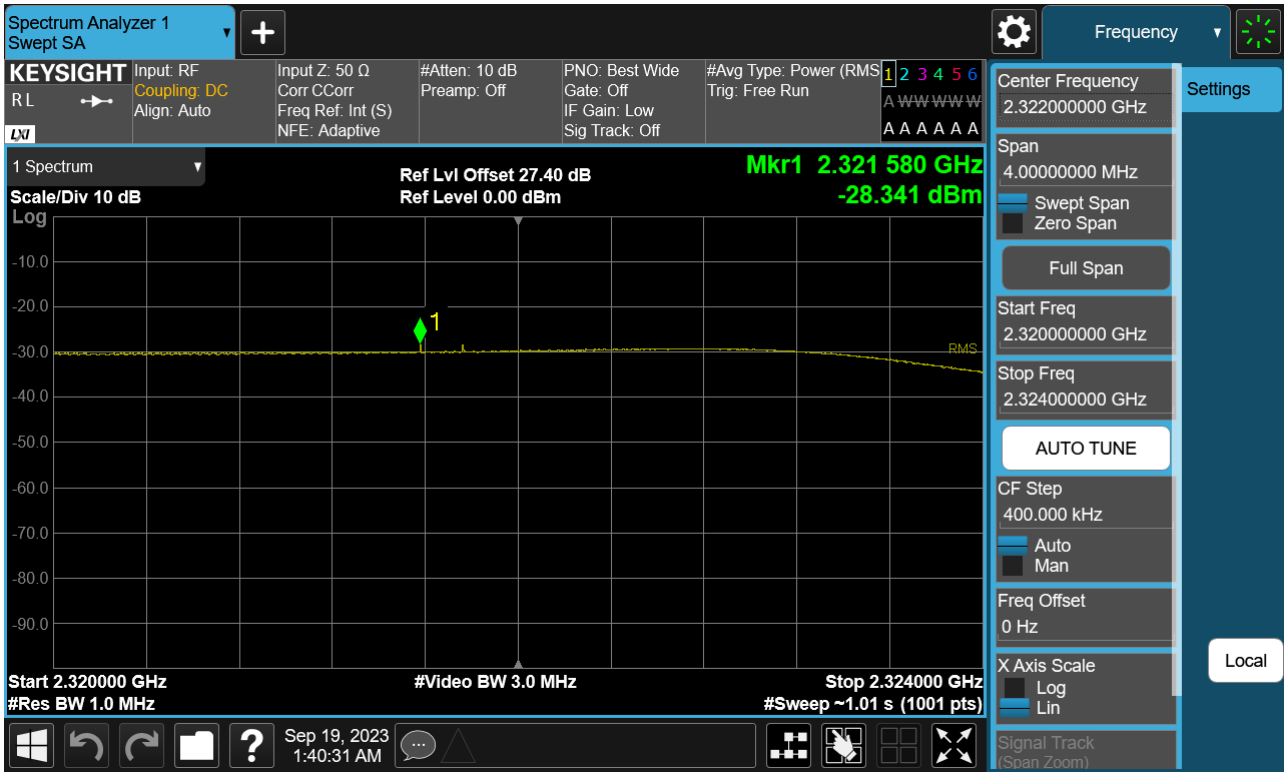 Spectrum Analyzer 1
Swept SA
+
Frequency
KEYSIGHT
R L
LXI
Input: RF
Coupling: DC
Align: Auto
Input Z: 50 Ω
Corr CCorr
Freq Ref: Int (S)
NFE: Adaptive
#Atten: 10 dB
Preamp: Off
PNO: Best Wide
Gate: Off
IF Gain: Low
Sig Track: Off
#Avg Type: Power (RMS
Trig: Free Run
1 2 3 4 5 6
A W W W W W
A A A A A A
1 Spectrum
Scale/Div 10 dB
Log
Ref Lvl Offset 27.40 dB
Ref Level 0.00 dBm
Mkr1 2.321 580 GHz
-28.341 dBm
-10.0
-20.0
-30.0
-40.0
-50.0
-60.0
-70.0
-80.0
-90.0
1
RMS
Start 2.320000 GHz
#Res BW 1.0 MHz
#Video BW 3.0 MHz
Stop 2.324000 GHz
#Sweep ~1.01 s (1001 pts)
Center Frequency
2.322000000 GHz
Span
4.00000000 MHz
Swept Span
Zero Span
Full Span
Start Freq
2.320000000 GHz
Stop Freq
2.324000000 GHz
AUTO TUNE
CF Step
400.000 kHz
Auto
Man
Freq Offset
0 Hz
X Axis Scale
Log
Lin
Signal Track
(Span Zoom)
Settings
Local
?
Sep 19, 2023
1:40:31 AM